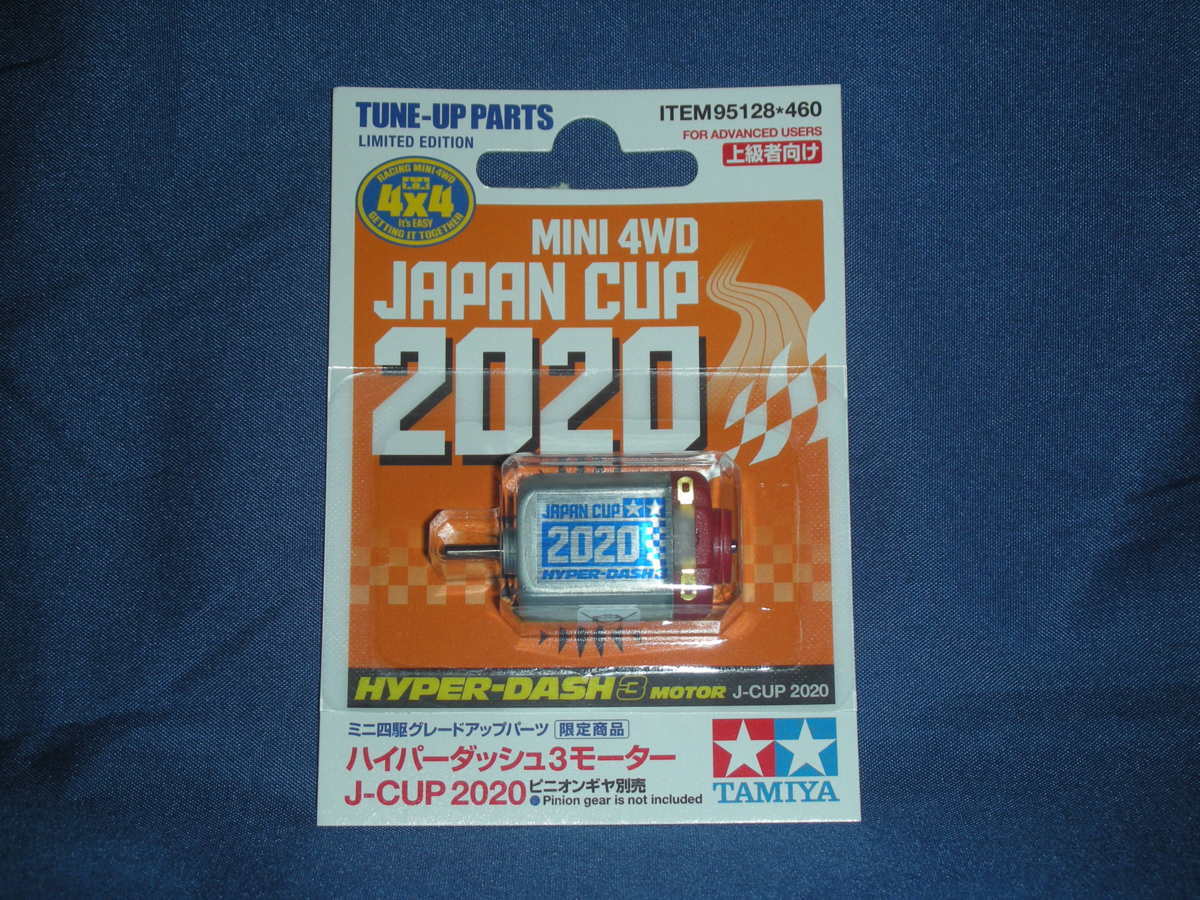 TUNE-UP PARTS
LIMITED EDITION
ITEM95128*460
FOR ADVANCED USERS
上級者向け
RACING MINI 4WD
4x4
It's EASY
GETTING IT TOGETHER
MINI 4WD
JAPAN CUP
2020
JAPAN CUP
2020
HYPER-DASH3
HYPER-DASH3 MOTOR J-CUP 2020
ミニ四駆グレードアップパーツ 限定商品
ハイパーダッシュ3モーター
J-CUP 2020
ピニオンギヤ別売
●Pinion gear is not included
TAMIYA